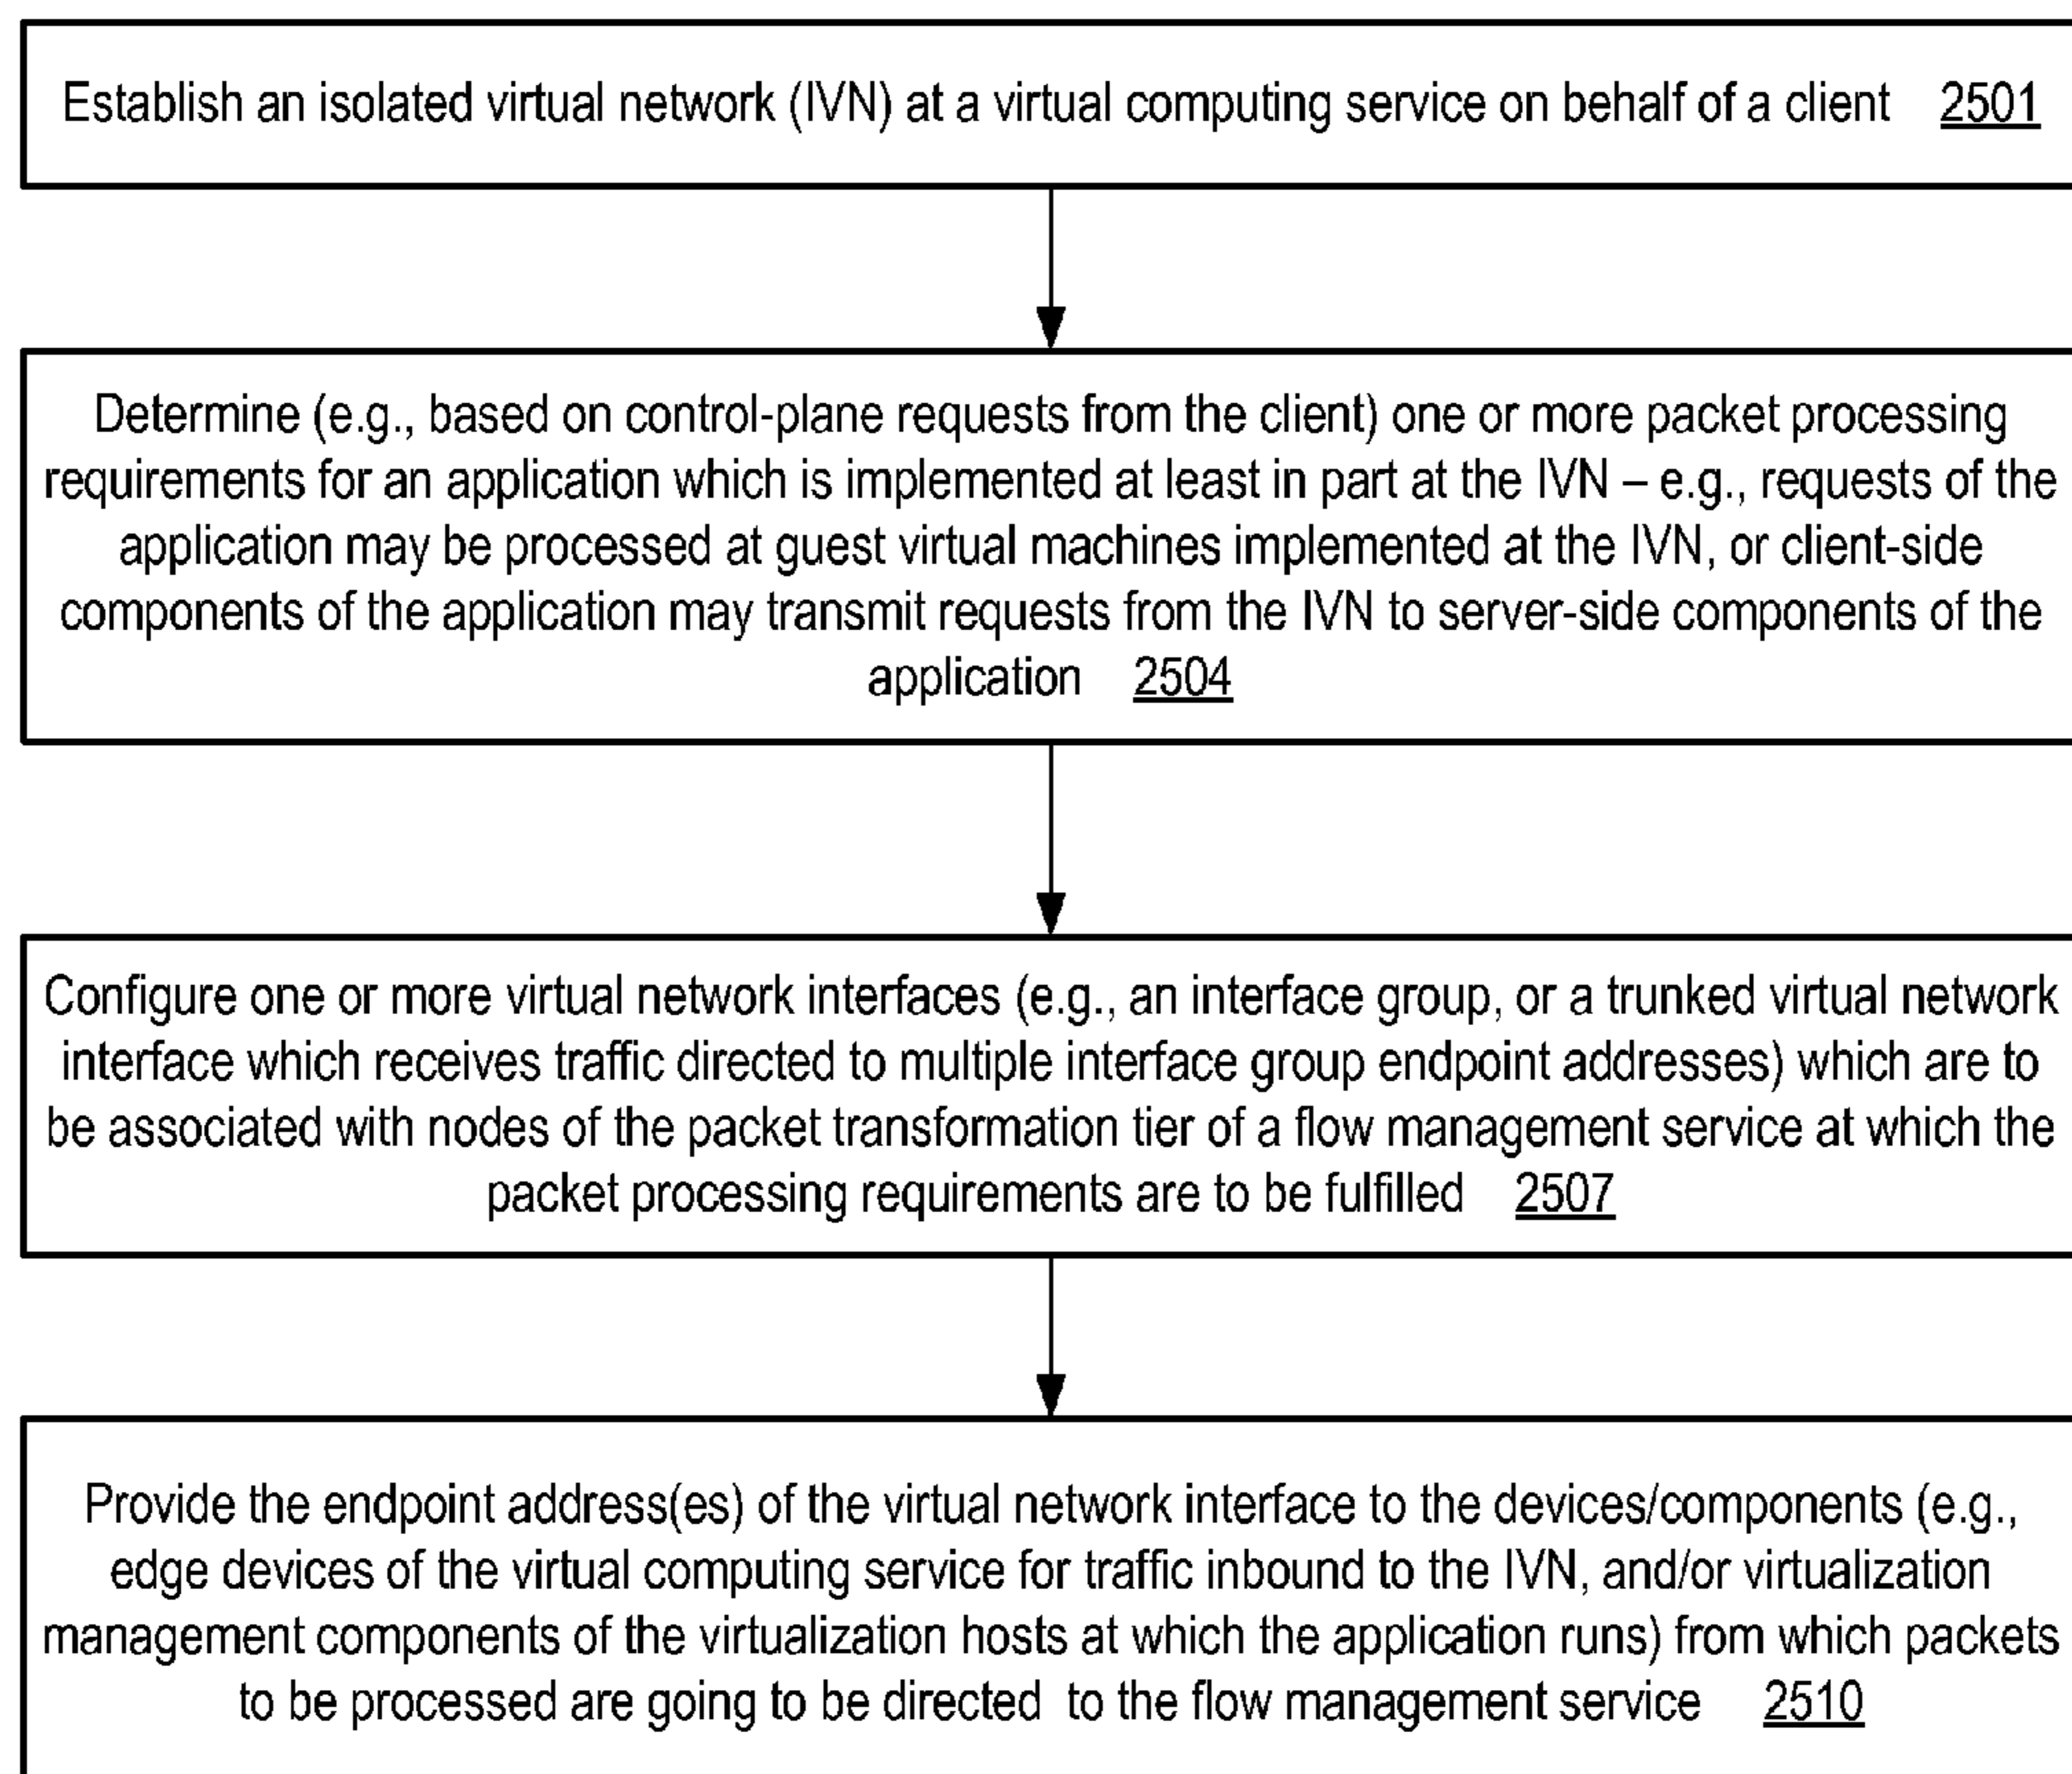 Establish an isolated virtual network (IVN) at a virtual computing service on behalf of a client 2501
Determine (e.g., based on control-plane requests from the client) one or more packet processing
requirements for an application which is implemented at least in part at the IVN – e.g., requests of the
application may be processed at guest virtual machines implemented at the IVN, or client-side
components of the application may transmit requests from the IVN to server-side components of the
application 2504
Configure one or more virtual network interfaces (e.g., an interface group, or a trunked virtual network
interface which receives traffic directed to multiple interface group endpoint addresses) which are to
be associated with nodes of the packet transformation tier of a flow management service at which the
packet processing requirements are to be fulfilled 2507
Provide the endpoint address(es) of the virtual network interface to the devices/components (e.g.,
edge devices of the virtual computing service for traffic inbound to the IVN, and/or virtualization
management components of the virtualization hosts at which the application runs) from which packets
to be processed are going to be directed to the flow management service 2510